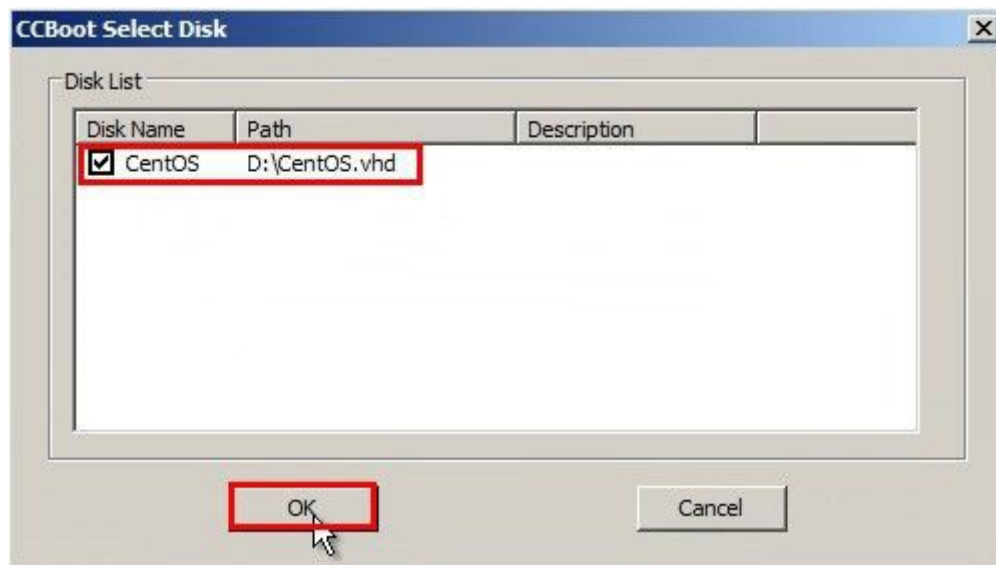 CCBoot Select Disk
Disk List
Disk Name Path Description
CentOS D:\CentOS.vhd
OK Cancel